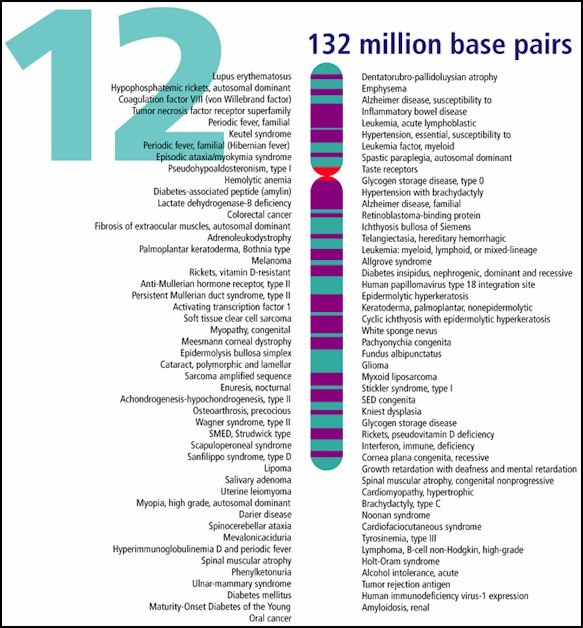 12
132 million base pairs
Lupus erythematosus
Hypophosphatemic rickets, autosomal dominant
Coagulation factor VIII (von Willebrand factor)
Tumor necrosis factor receptor superfamily
Periodic fever, familial
Keutel syndrome
Periodic fever, familial (Hibernian fever)
Episodic ataxia/myokymia syndrome
Pseudohypoaldosteronism, type I
Hemolytic anemia
Diabetes-associated peptide (amylin)
Lactate dehydrogenase-B deficiency
Colorectal cancer
Fibrosis of extraocular muscles, autosomal dominant
Adrenoleukodystrophy
Palmoplantar keratoderma, Bothnia type
Melanoma
Rickets, vitamin D-resistant
Anti-Mullerian hormone receptor, type II
Persistent Mullerian duct syndrome, type II
Activating transcription factor 1
Soft tissue clear cell sarcoma
Myopathy, congenital
Meesmann corneal dystrophy
Epidermolysis bullosa simplex
Cataract, polymorphic and lamellar
Sarcoma amplified sequence
Enuresis, nocturnal
Achondrogenesis-hypochondrogenesis, type II
Osteoarthrosis, precocious
Wagner syndrome, type II
SMED, Strudwick type
Scapuloperoneal syndrome
Sanfilippo syndrome, type D
Lipoma
Salivary adenoma
Uterine leiomyoma
Myopia, high grade, autosomal dominant
Darier disease
Spinocerebellar ataxia
Mevalonicaciduria
Hyperimmunoglobulinemia D and periodic fever
Spinal muscular atrophy
Phenylketonuria
Ulnar-mammary syndrome
Diabetes mellitus
Maturity-Onset Diabetes of the Young
Oral cancer
Dentatorubro-pallidoluysian atrophy
Emphysema
Alzheimer disease, susceptibility to
Inflammatory bowel disease
Leukemia, acute lymphoblastic
Hypertension, essential, susceptibility to
Leukemia factor, myeloid
Spastic paraplegia, autosomal dominant
Taste receptors
Glycogen storage disease, type 0
Hypertension with brachydactyly
Alzheimer disease, familial
Retinoblastoma-binding protein
Ichthyosis bullosa of Siemens
Telangiectasia, hereditary hemorrhagic
Leukemia: myeloid, lymphoid, or mixed-lineage
Allgrove syndrome
Diabetes insipidus, nephrogenic, dominant and recessive
Human papillomavirus type 18 integration site
Epidermolytic hyperkeratosis
Keratoderma, palmoplantar, nonepidermolytic
Cyclic ichthyosis with epidermolytic hyperkeratosis
White sponge nevus
Pachyonychia congenita
Fundus albipunctatus
Glioma
Myxoid liposarcoma
Stickler syndrome, type I
SED congenita
Kniest dysplasia
Glycogen storage disease
Rickets, pseudovitamin D deficiency
Interferon, immune, deficiency
Cornea plana congenita, recessive
Growth retardation with deafness and mental retardation
Spinal muscular atrophy, congenital nonprogressive
Cardiomyopathy, hypertrophic
Brachydactyly, type C
Noonan syndrome
Cardiofaciocutaneous syndrome
Tyrosinemia, type III
Lymphoma, B-cell non-Hodgkin, high-grade
Holt-Oram syndrome
Alcohol intolerance, acute
Tumor rejection antigen
Human immunodeficiency virus-1 expression
Amyloidosis, renal